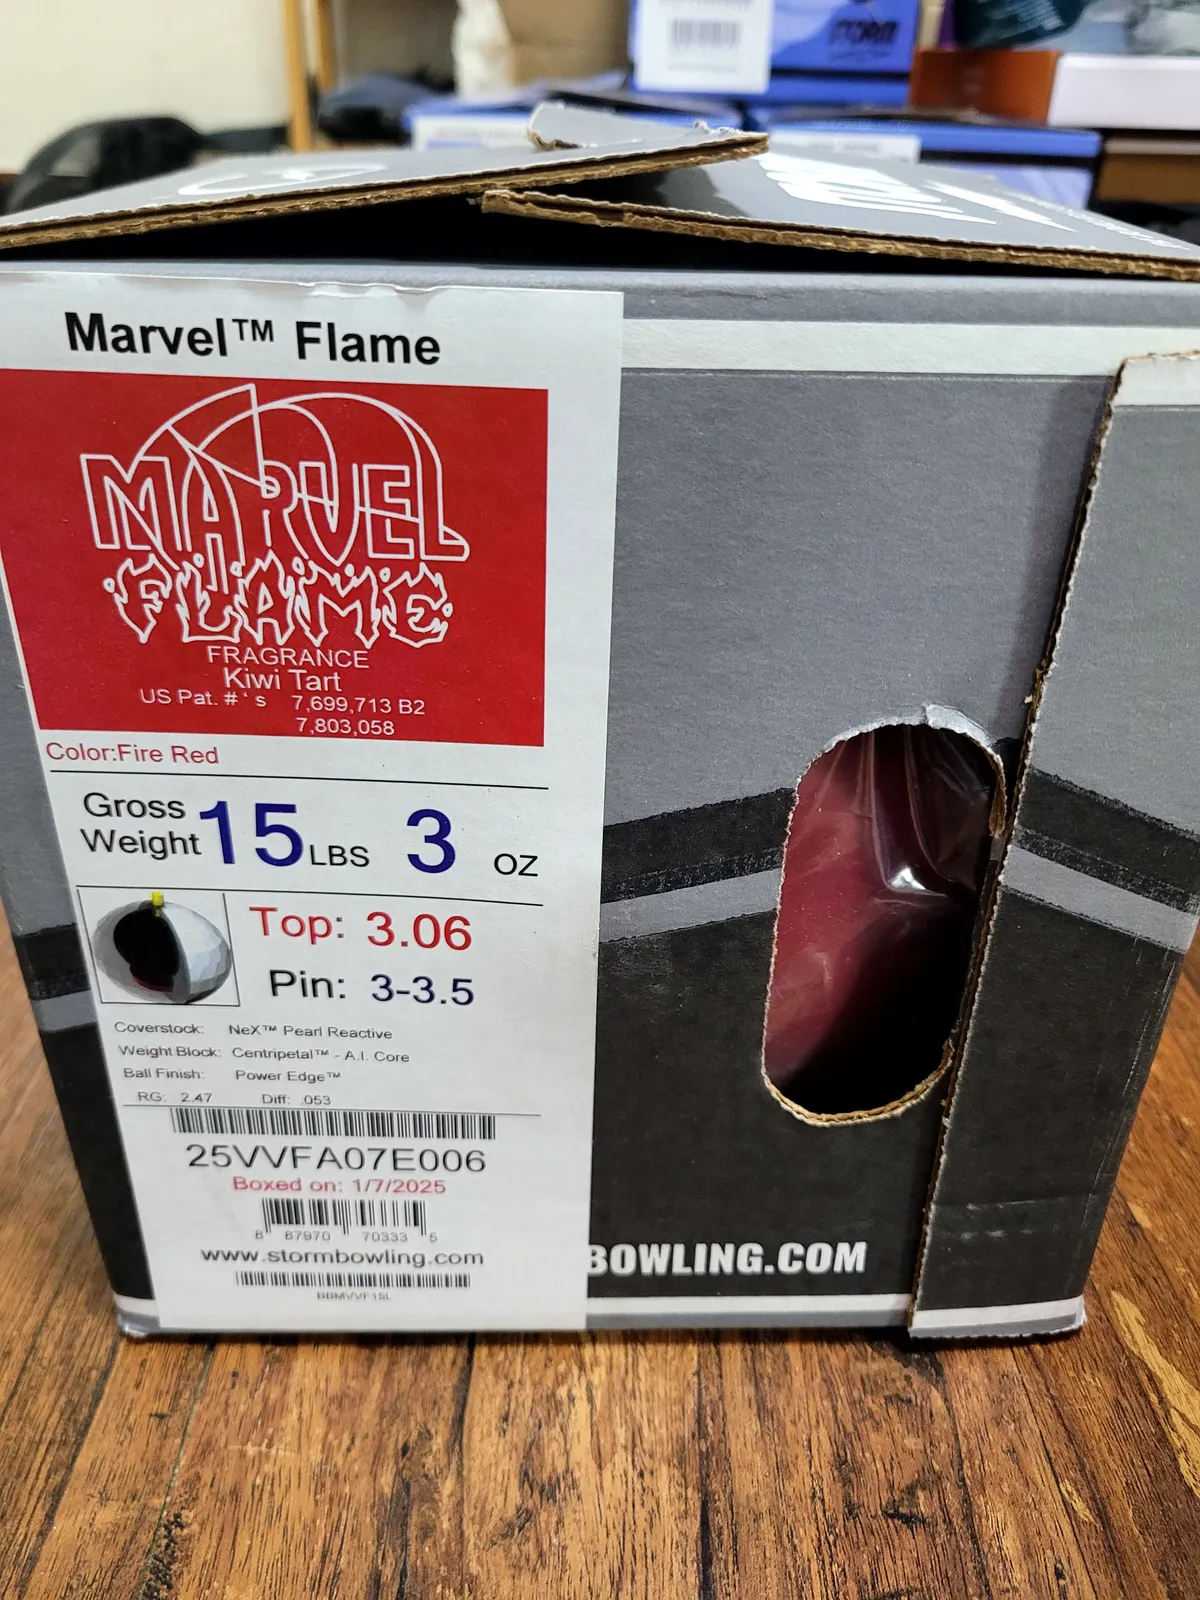 STORM
Marvel™ Flame
MARVEL
FLAME
FRAGRANCE
Kiwi Tart
US Pat. #'s 7,699,713 B2
7,803,058
Color:Fire Red
Gross Weight 15 LBS 3 OZ
Top: 3.06
Pin: 3-3.5
Coverstock: NeX™ Pearl Reactive
Weight Block: Centripetal™ - A.I. Core
Ball Finish: Power Edge™
RG: 2.47 Diff: .053
25VVFA07E006
Boxed on: 1/7/2025
8 87970 70333 5
www.stormbowling.com
BBMVVF15L
BOWLING.COM